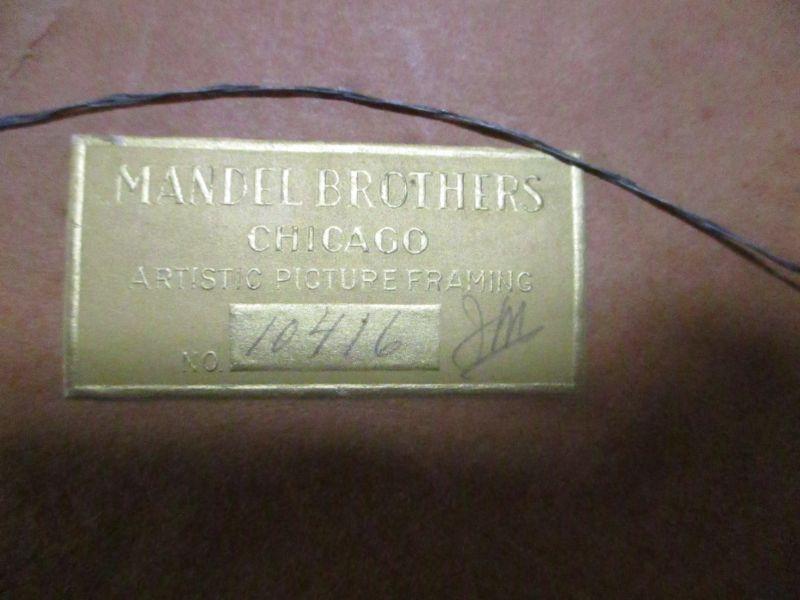 MANDEL BROTHERS
CHICAGO
ARTISTIC PICTURE FRAMING
NO. 10416 JM